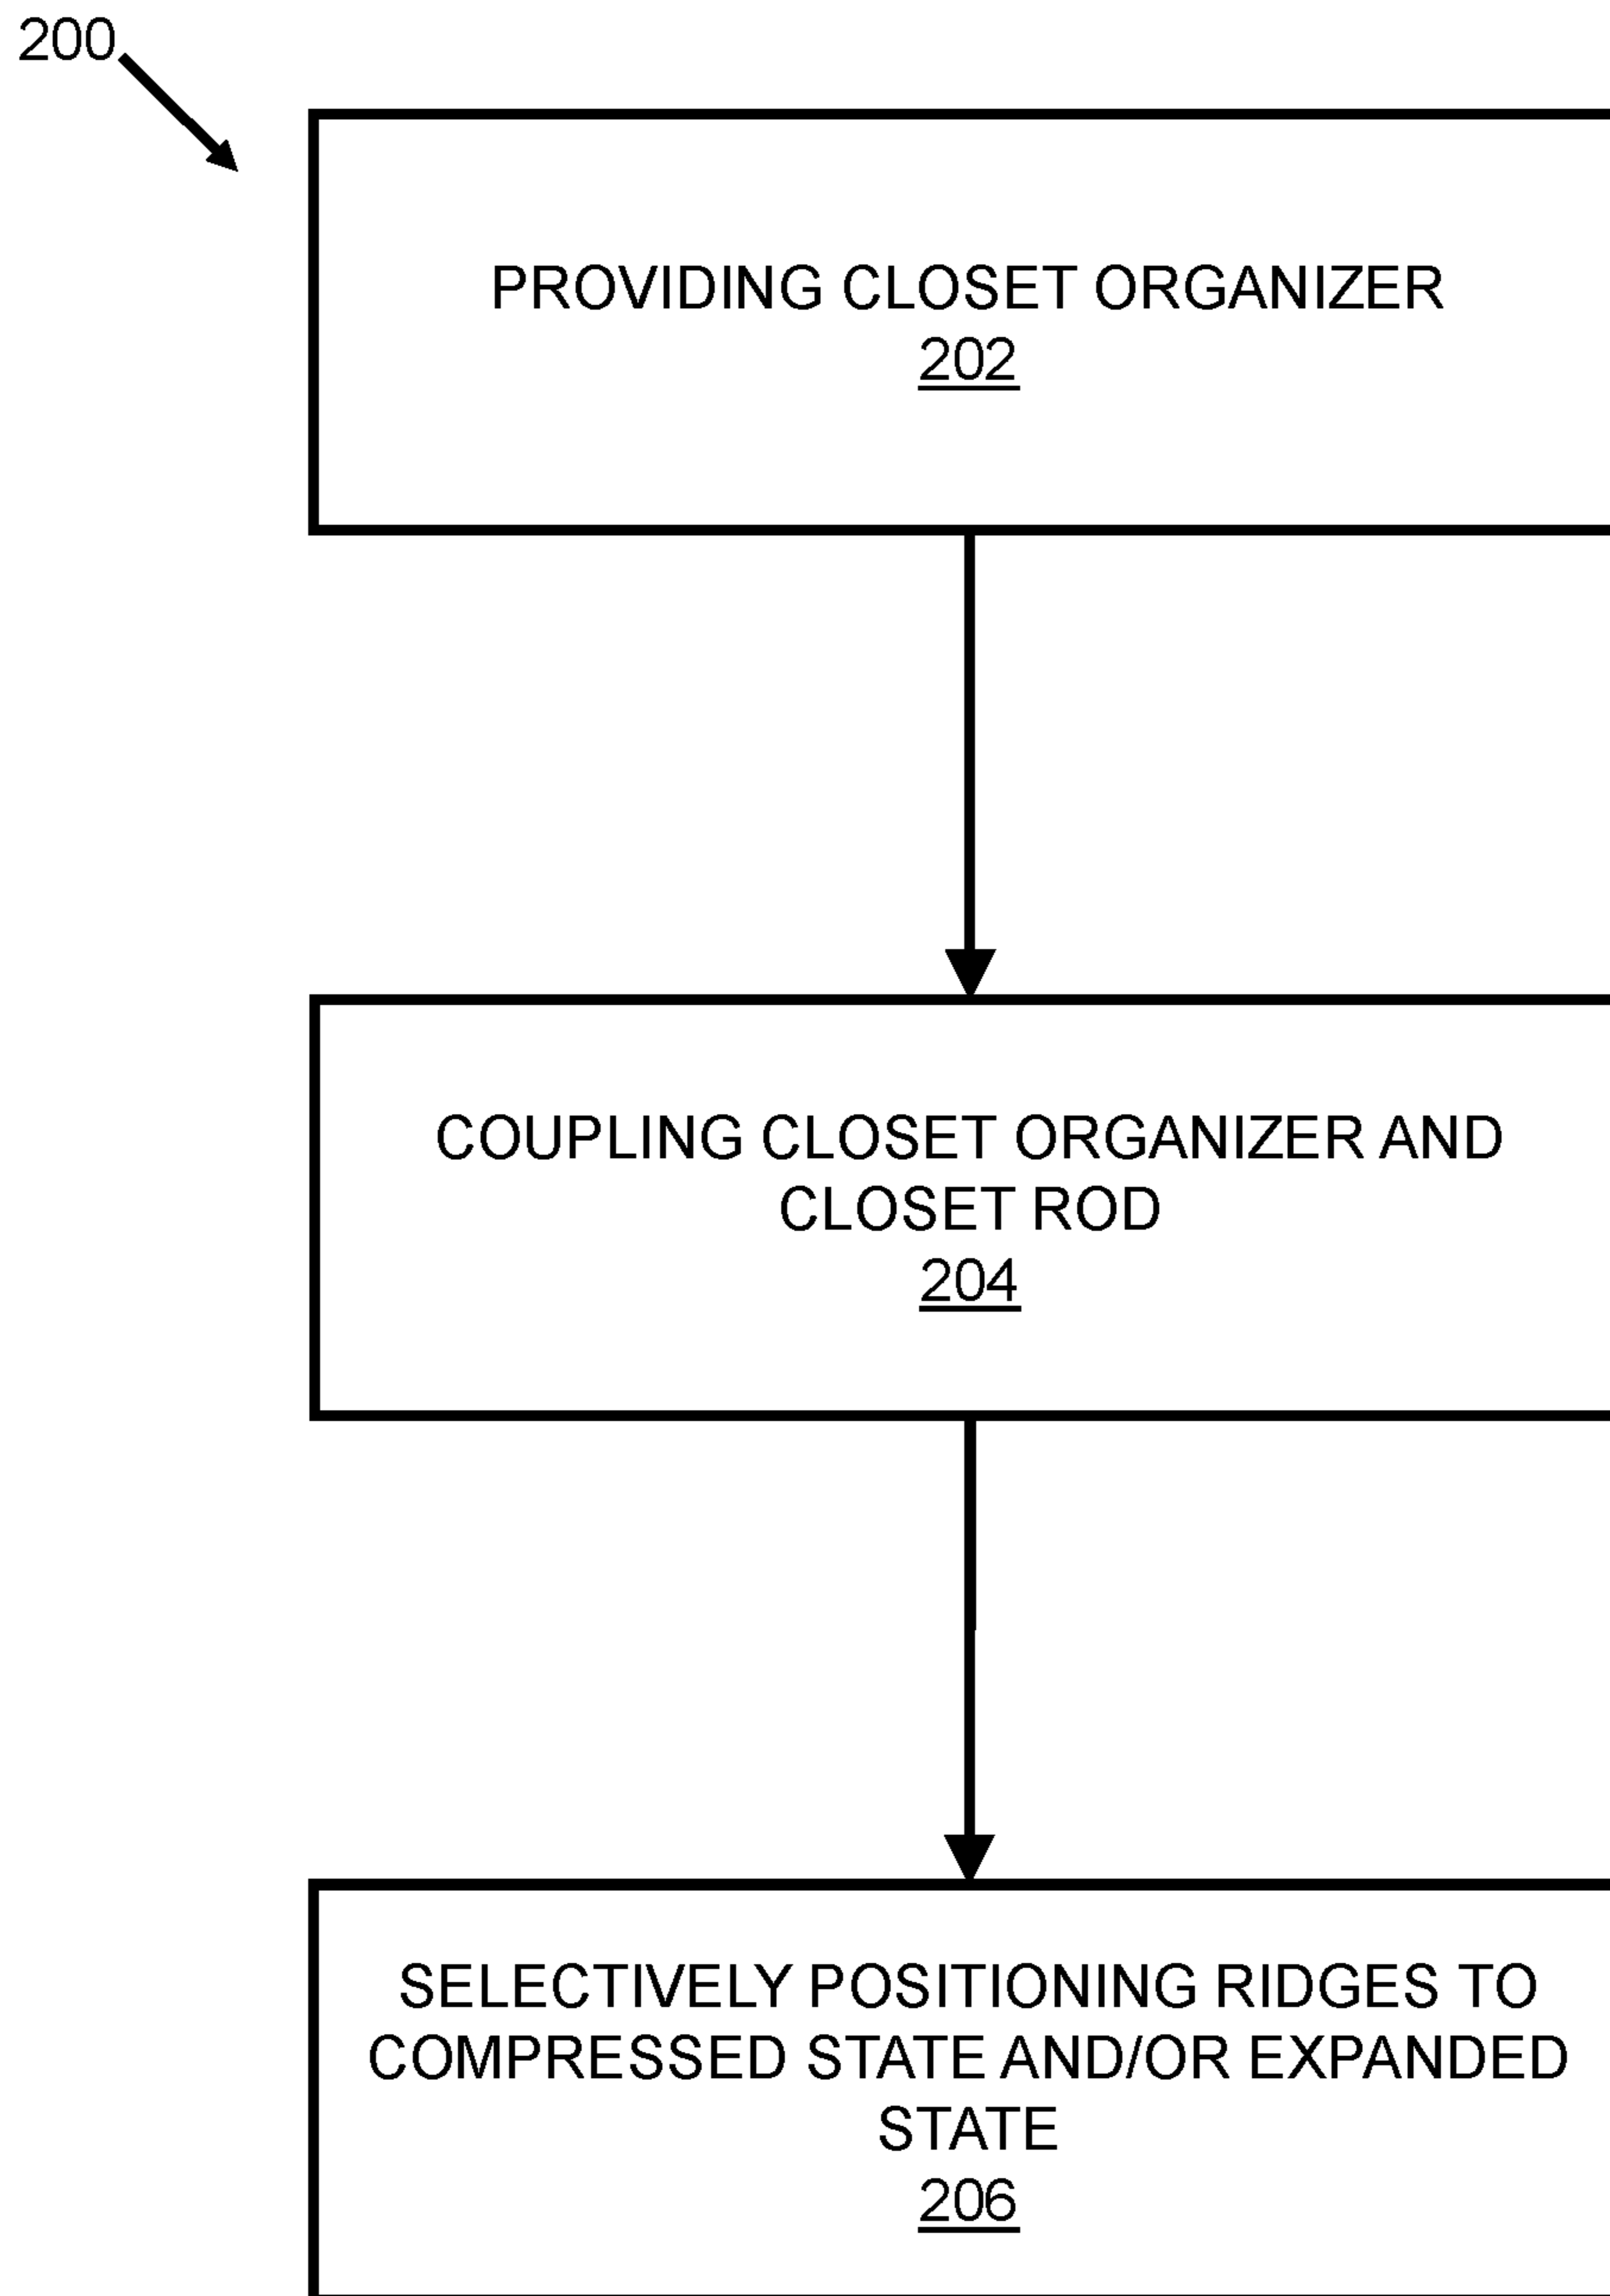 200
PROVIDING CLOSET ORGANIZER
202
COUPLING CLOSET ORGANIZER AND
CLOSET ROD
204
SELECTIVELY POSITIONING RIDGES TO
COMPRESSED STATE AND/OR EXPANDED
STATE
206